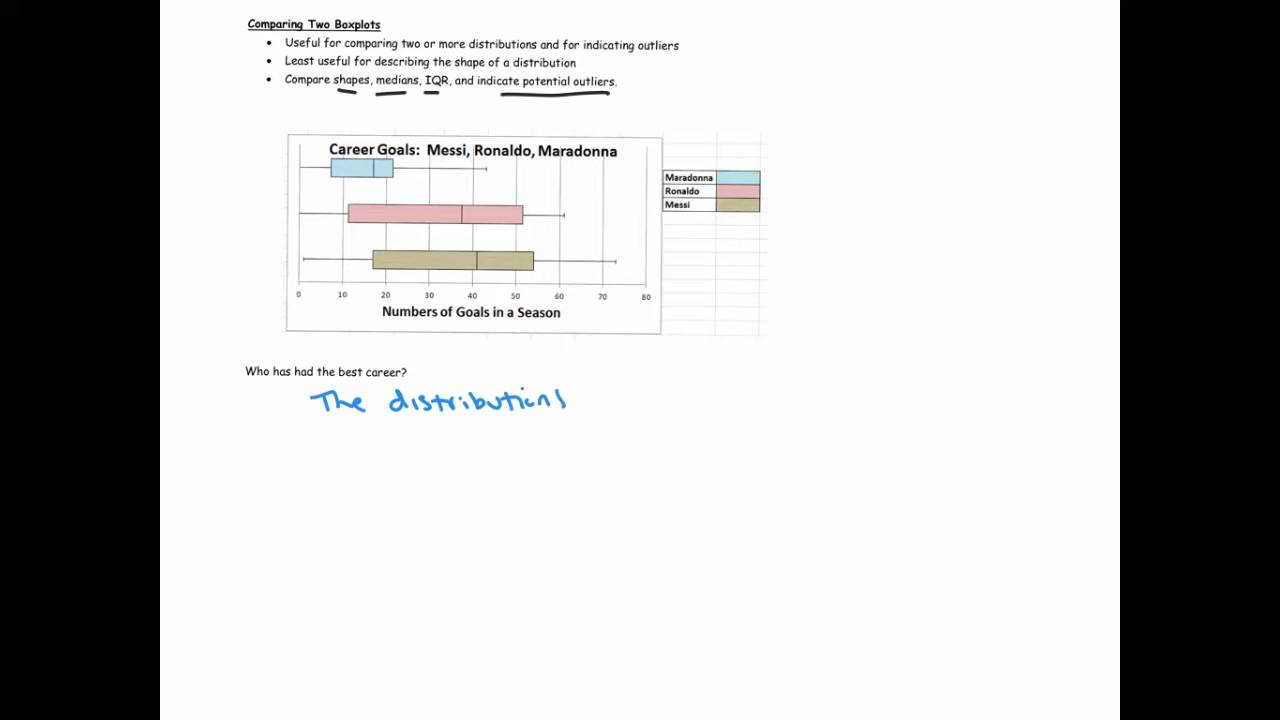 Comparing Two Boxplots
• Useful for comparing two or more distributions and for indicating outliers
• Least useful for describing the shape of a distribution
• Compare shapes, medians, IQR, and indicate potential outliers.
Career Goals: Messi, Ronaldo, Maradonna
Maradonna
Ronaldo
Messi
0 10 20 30 40 50 60 70 80
Numbers of Goals in a Season
Who has had the best career?
The distributions